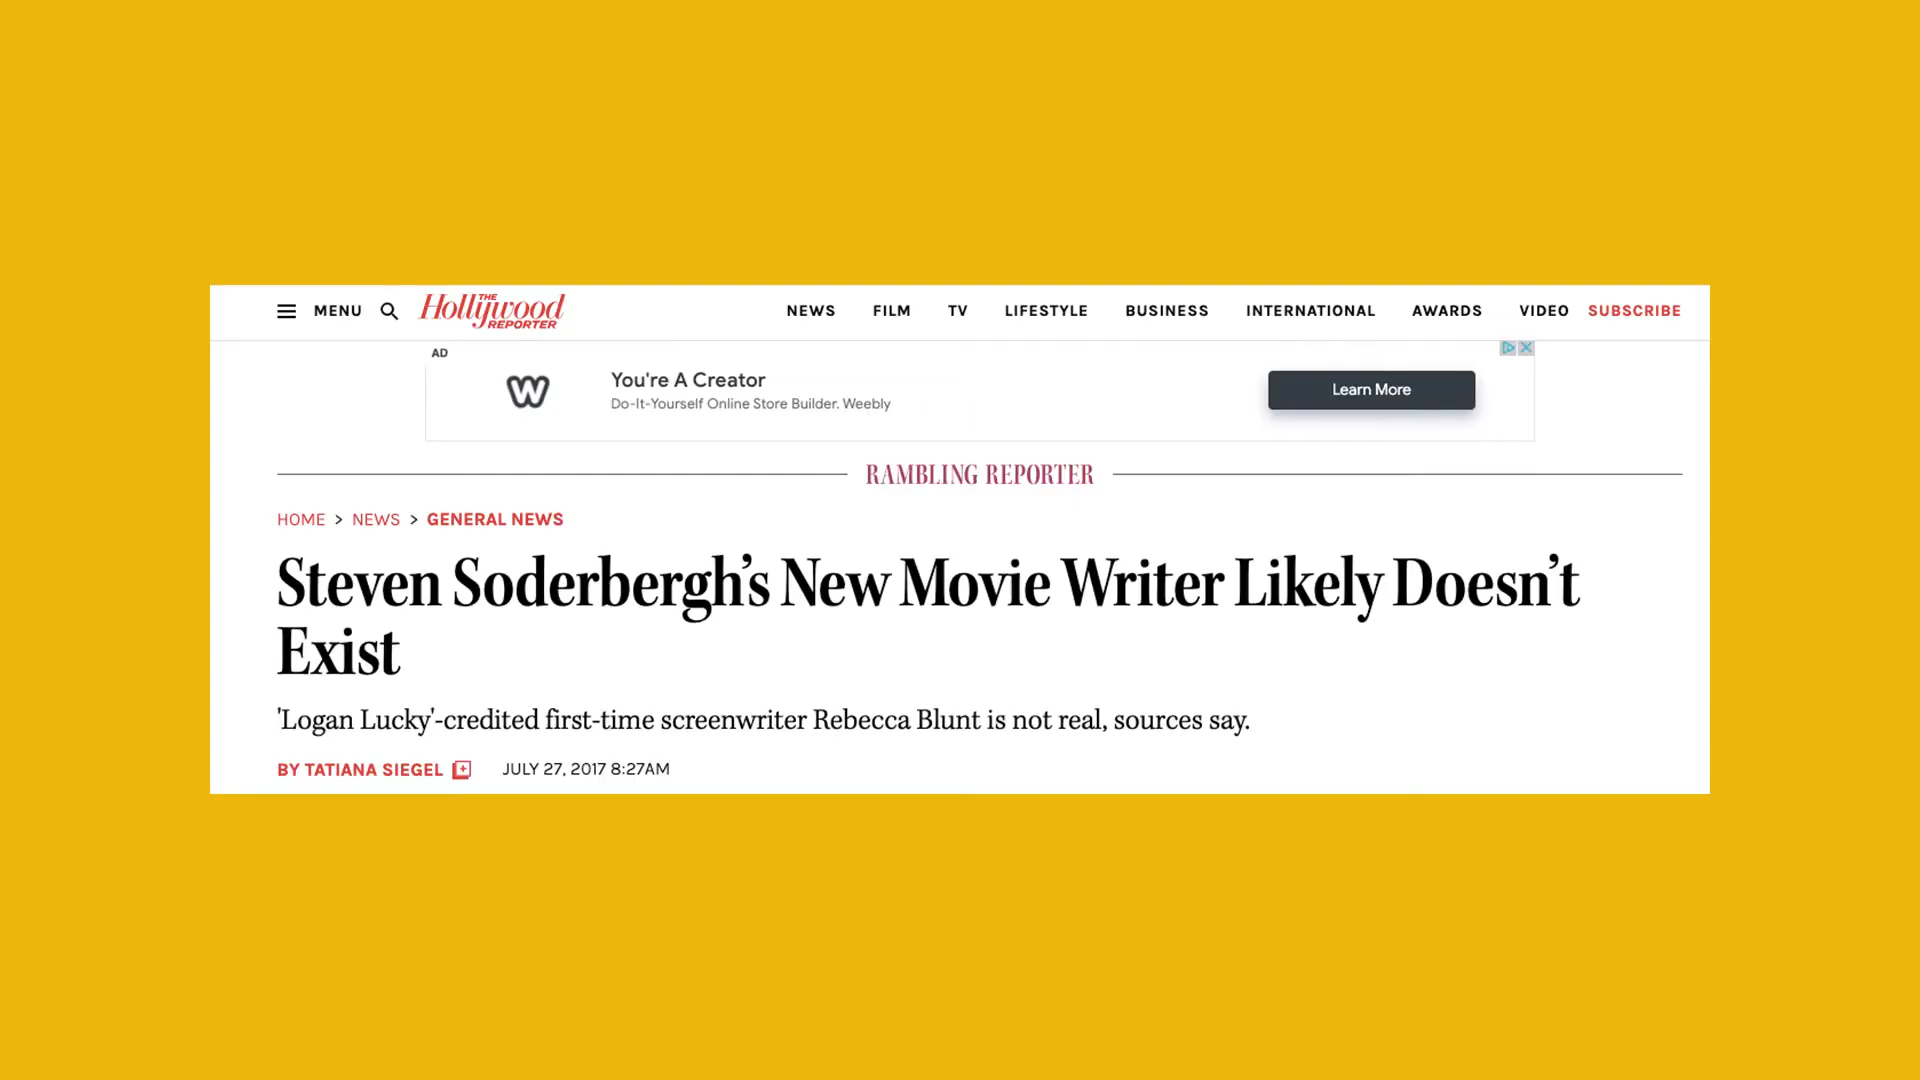 MENU
THE
Hollywood
REPORTER
NEWS FILM TV LIFESTYLE BUSINESS INTERNATIONAL AWARDS VIDEO SUBSCRIBE
AD
W
You're A Creator
Do-It-Yourself Online Store Builder. Weebly
Learn More
RAMBLING REPORTER
HOME > NEWS > GENERAL NEWS
Steven Soderbergh’s New Movie Writer Likely Doesn’t
Exist
'Logan Lucky'-credited first-time screenwriter Rebecca Blunt is not real, sources say.
BY TATIANA SIEGEL JULY 27, 2017 8:27AM